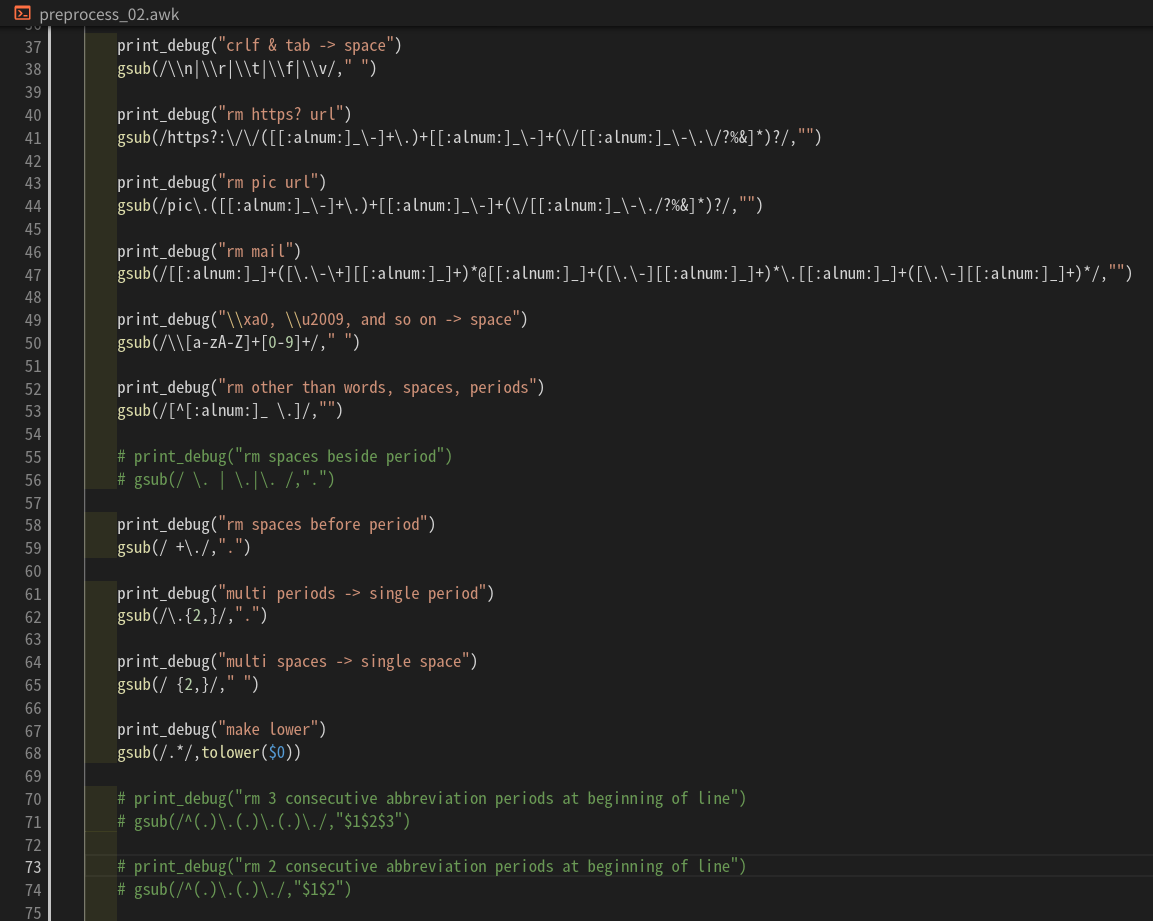 preprocess_02.awk
37 print_debug("crlf & tab -> space")
38 gsub(/\\n|\\r|\\t|\\f|\\v/," ")
39
40 print_debug("rm https? url")
41 gsub(/https?:\/\/([[:alnum:]_\-]+\.)+[[:alnum:]_\-]+(\/[[:alnum:]_\-\.\/?%&]*)?/,"")
42
43 print_debug("rm pic url")
44 gsub(/pic\.([[:alnum:]_\-]+\.)+[[:alnum:]_\-]+(\/[[:alnum:]_\-\./?%&]*)?/,"")
45
46 print_debug("rm mail")
47 gsub(/[[:alnum:]_]+([\.\-\+][[:alnum:]_]+)*@[[:alnum:]_]+([\.\-][[:alnum:]_]+)*\.[[:alnum:]_]+([\.\-][[:alnum:]_]+)*/,"")
48
49 print_debug("\\xa0, \\u2009, and so on -> space")
50 gsub(/\\[a-zA-Z]+[0-9]+/," ")
51
52 print_debug("rm other than words, spaces, periods")
53 gsub(/[^[:alnum:]_ \.]/,"")
54
55 # print_debug("rm spaces beside period")
56 # gsub(/ \. | \.|\. /,".")
57
58 print_debug("rm spaces before period")
59 gsub(/ +\./,".")
60
61 print_debug("multi periods -> single period")
62 gsub(/\.{2,}/,".")
63
64 print_debug("multi spaces -> single space")
65 gsub(/ {2,}/," ")
66
67 print_debug("make lower")
68 gsub(/.*/,tolower($0))
69
70 # print_debug("rm 3 consecutive abbreviation periods at beginning of line")
71 # gsub(/^(.)\.(.)\.(.)\./,"$1$2$3")
72
73 # print_debug("rm 2 consecutive abbreviation periods at beginning of line")
74 # gsub(/^(.)\.(.)\./,"$1$2")
75